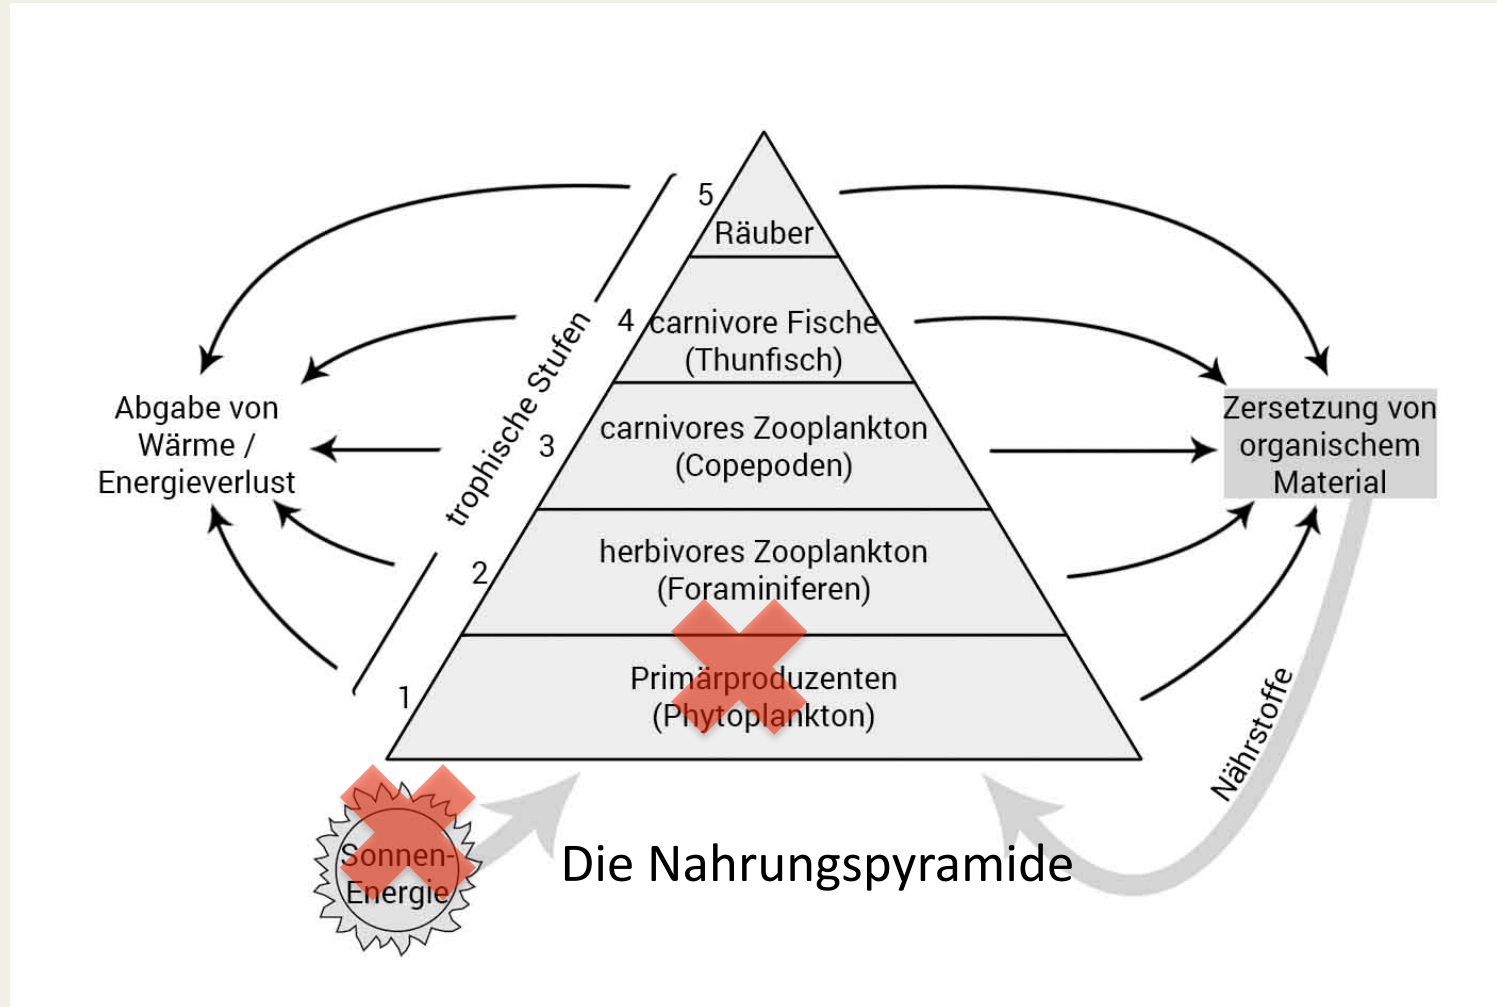 5
Räuber
4
carnivore Fische
(Thunfisch)
trophische Stufen
Abgabe von
Wärme /
Energieverlust
3
carnivores Zooplankton
(Copepoden)
Zersetzung von
organischem
Material
2
herbivores Zooplankton
(Foraminiferen)
1
Primärproduzenten
(Phytoplankton)
Nährstoffe
Sonnen-
Energie
Die Nahrungspyramide